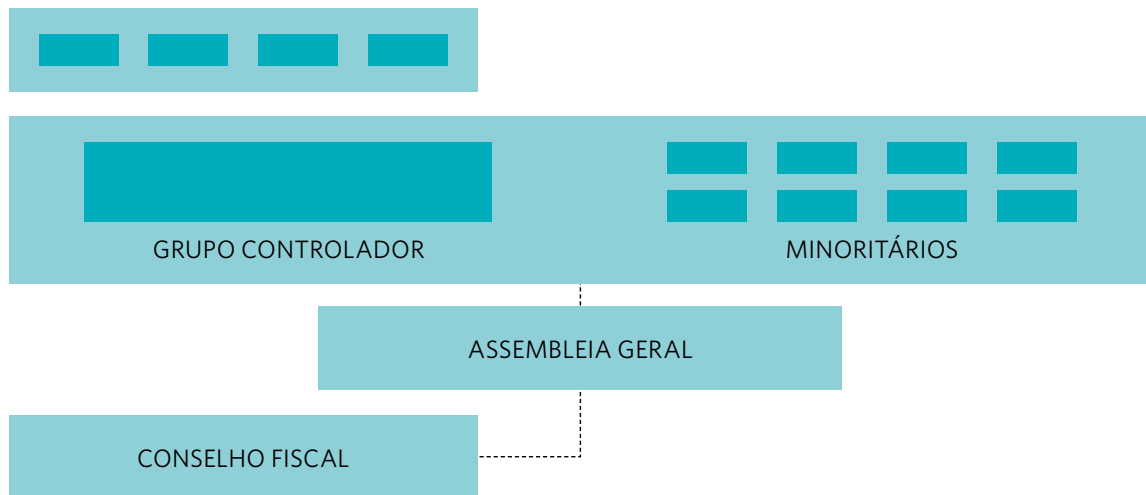 GRUPO CONTROLADOR
MINORITÁRIOS
ASSEMBLEIA GERAL
CONSELHO FISCAL